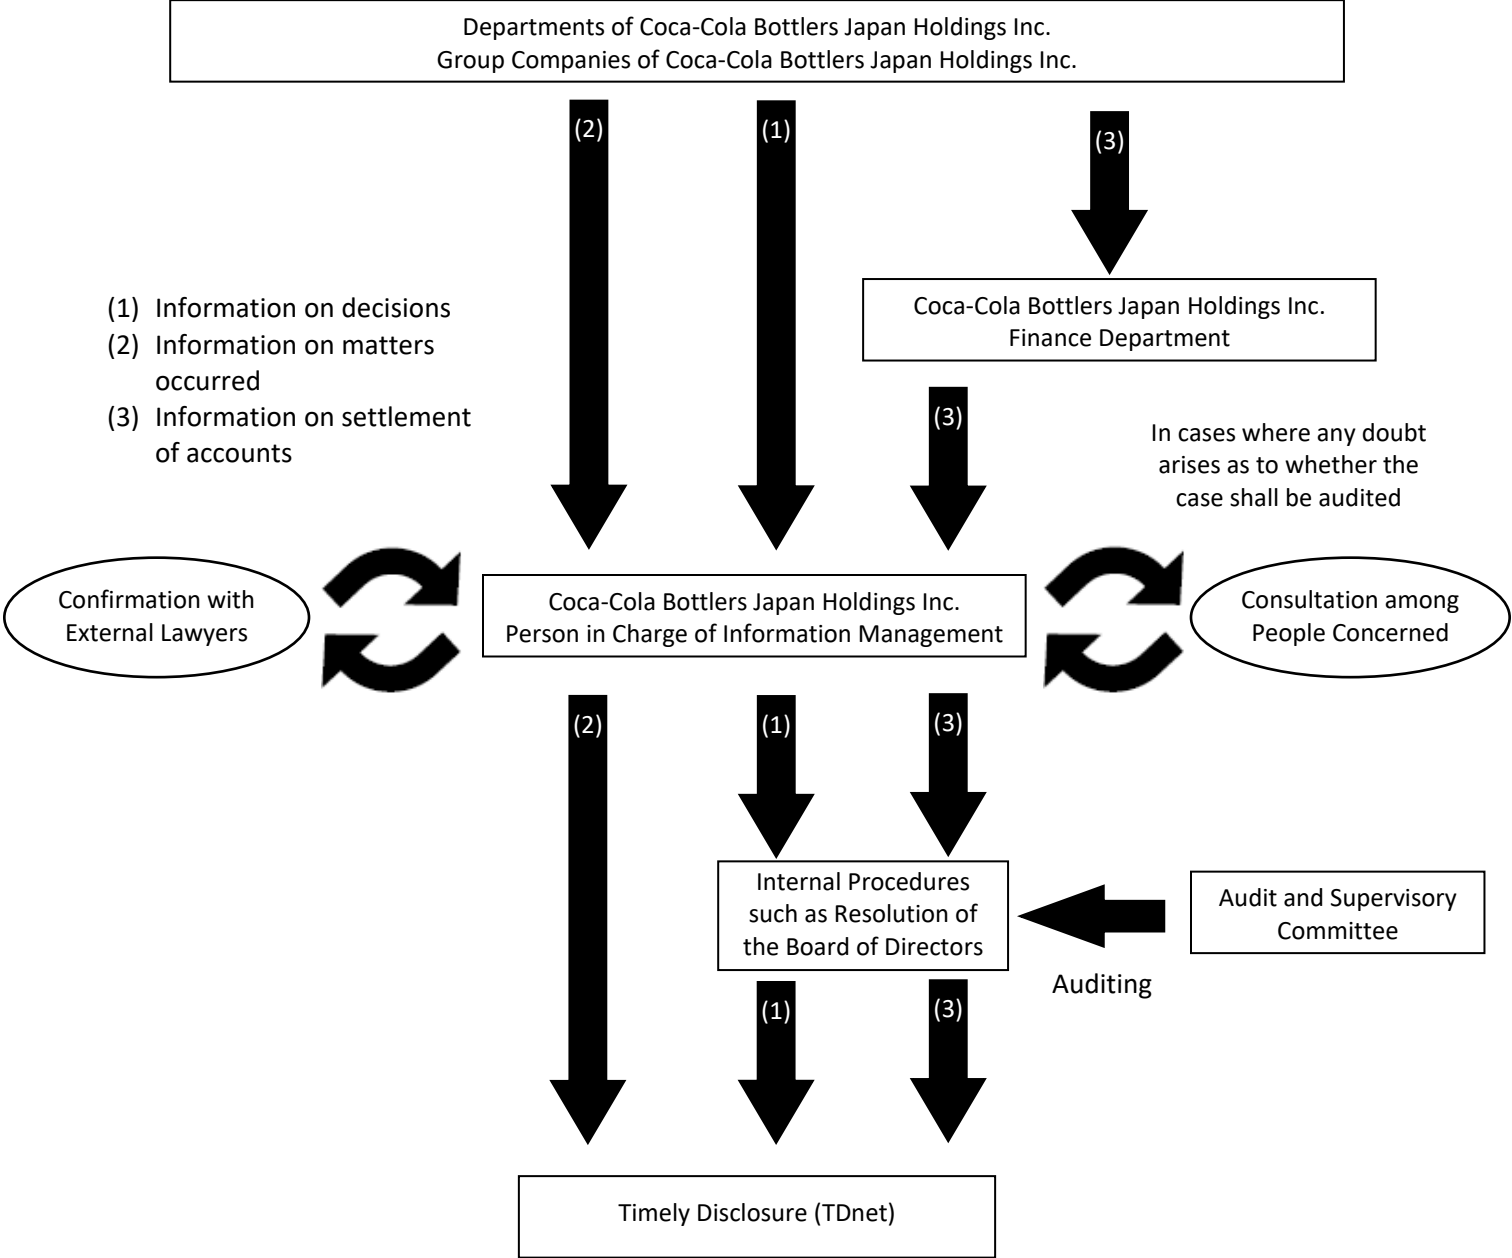 Departments of Coca-Cola Bottlers Japan Holdings Inc.
Group Companies of Coca-Cola Bottlers Japan Holdings Inc.
(2)
(1)
(3)
(1) Information on decisions
(2) Information on matters
occurred
(3) Information on settlement
of accounts
Coca-Cola Bottlers Japan Holdings Inc.
Finance Department
(3)
In cases where any doubt
arises as to whether the
case shall be audited
Confirmation with
External Lawyers
Coca-Cola Bottlers Japan Holdings Inc.
Person in Charge of Information Management
Consultation among
People Concerned
(2)
(1)
(3)
Internal Procedures
such as Resolution of
the Board of Directors
Audit and Supervisory
Committee
Auditing
(1)
(3)
Timely Disclosure (TDnet)